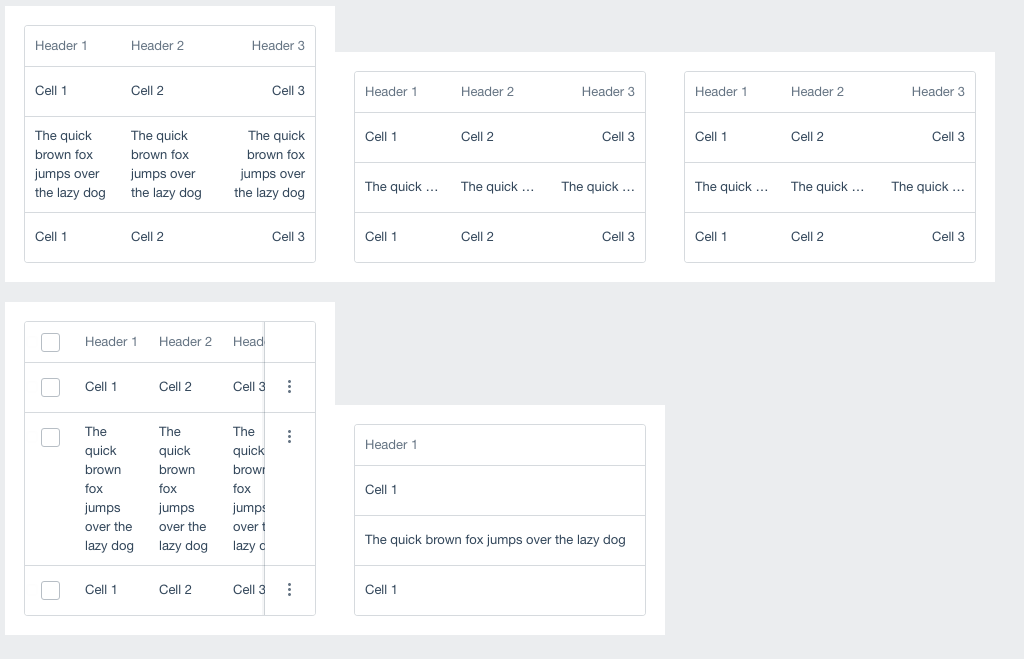 Header 1 Header 2 Header 3
Cell 1 Cell 2 Cell 3
The quick The quick The quick
brown fox brown fox brown fox
jumps over jumps over jumps over
the lazy dog the lazy dog the lazy dog
Cell 1 Cell 2 Cell 3
Header 1 Header 2 Header 3
Cell 1 Cell 2 Cell 3
The quick ... The quick ... The quick ...
Cell 1 Cell 2 Cell 3
Header 1 Header 2 Header 3
Cell 1 Cell 2 Cell 3
The quick ... The quick ... The quick ...
Cell 1 Cell 2 Cell 3
Header 1 Header 2 Head
Cell 1 Cell 2 Cell 3
The The The
quick quick quick
brown brown brown
fox fox fox
jumps jumps jumps
over the over the over t
lazy dog lazy dog lazy d
Cell 1 Cell 2 Cell 3
Header 1
Cell 1
The quick brown fox jumps over the lazy dog
Cell 1